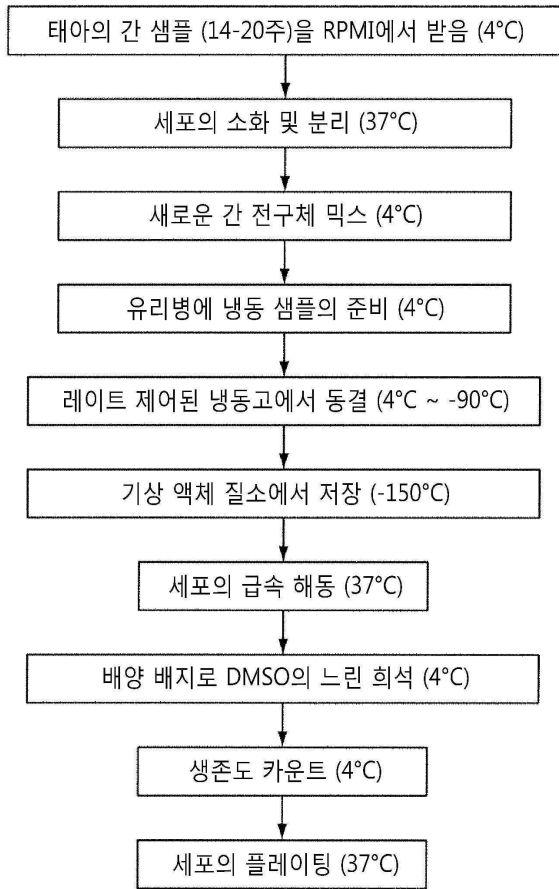 태아의 간 샘플 (14-20주)을 RPMI에서 받음 (4°C)
세포의 소화 및 분리 (37°C)
새로운 간 전구체 믹스 (4°C)
유리병에 냉동 샘플의 준비 (4°C)
레이트 제어된 냉동고에서 동결 (4°C ~ -90°C)
기상 액체 질소에서 저장 (-150°C)
세포의 급속 해동 (37°C)
배양 배지로 DMSO의 느린 희석 (4°C)
생존도 카운트 (4°C)
세포의 플레이팅 (37°C)